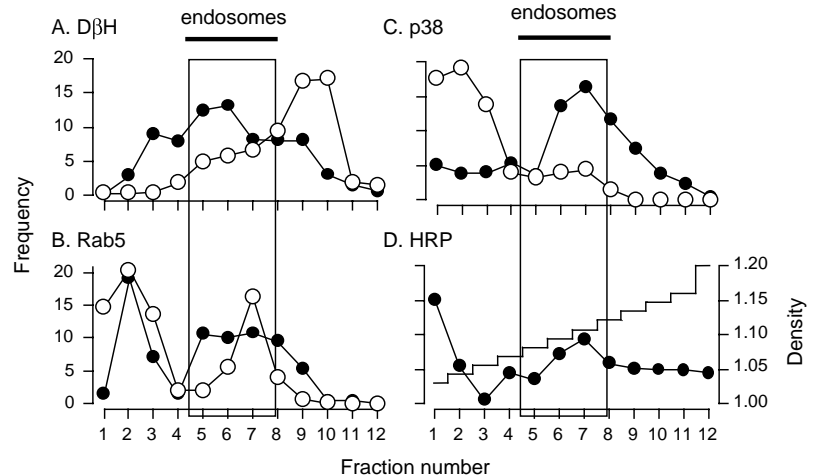 endosomes
endosomes
A. DβH
C. p38
20
15
10
5
0
Frequency
B. Rab5
D. HRP
20
15
10
5
0
1.20
1.15
1.10
1.05
1.00
Density
1 2 3 4 5 6 7 8 9 10 11 12
1 2 3 4 5 6 7 8 9 10 11 12
Fraction number